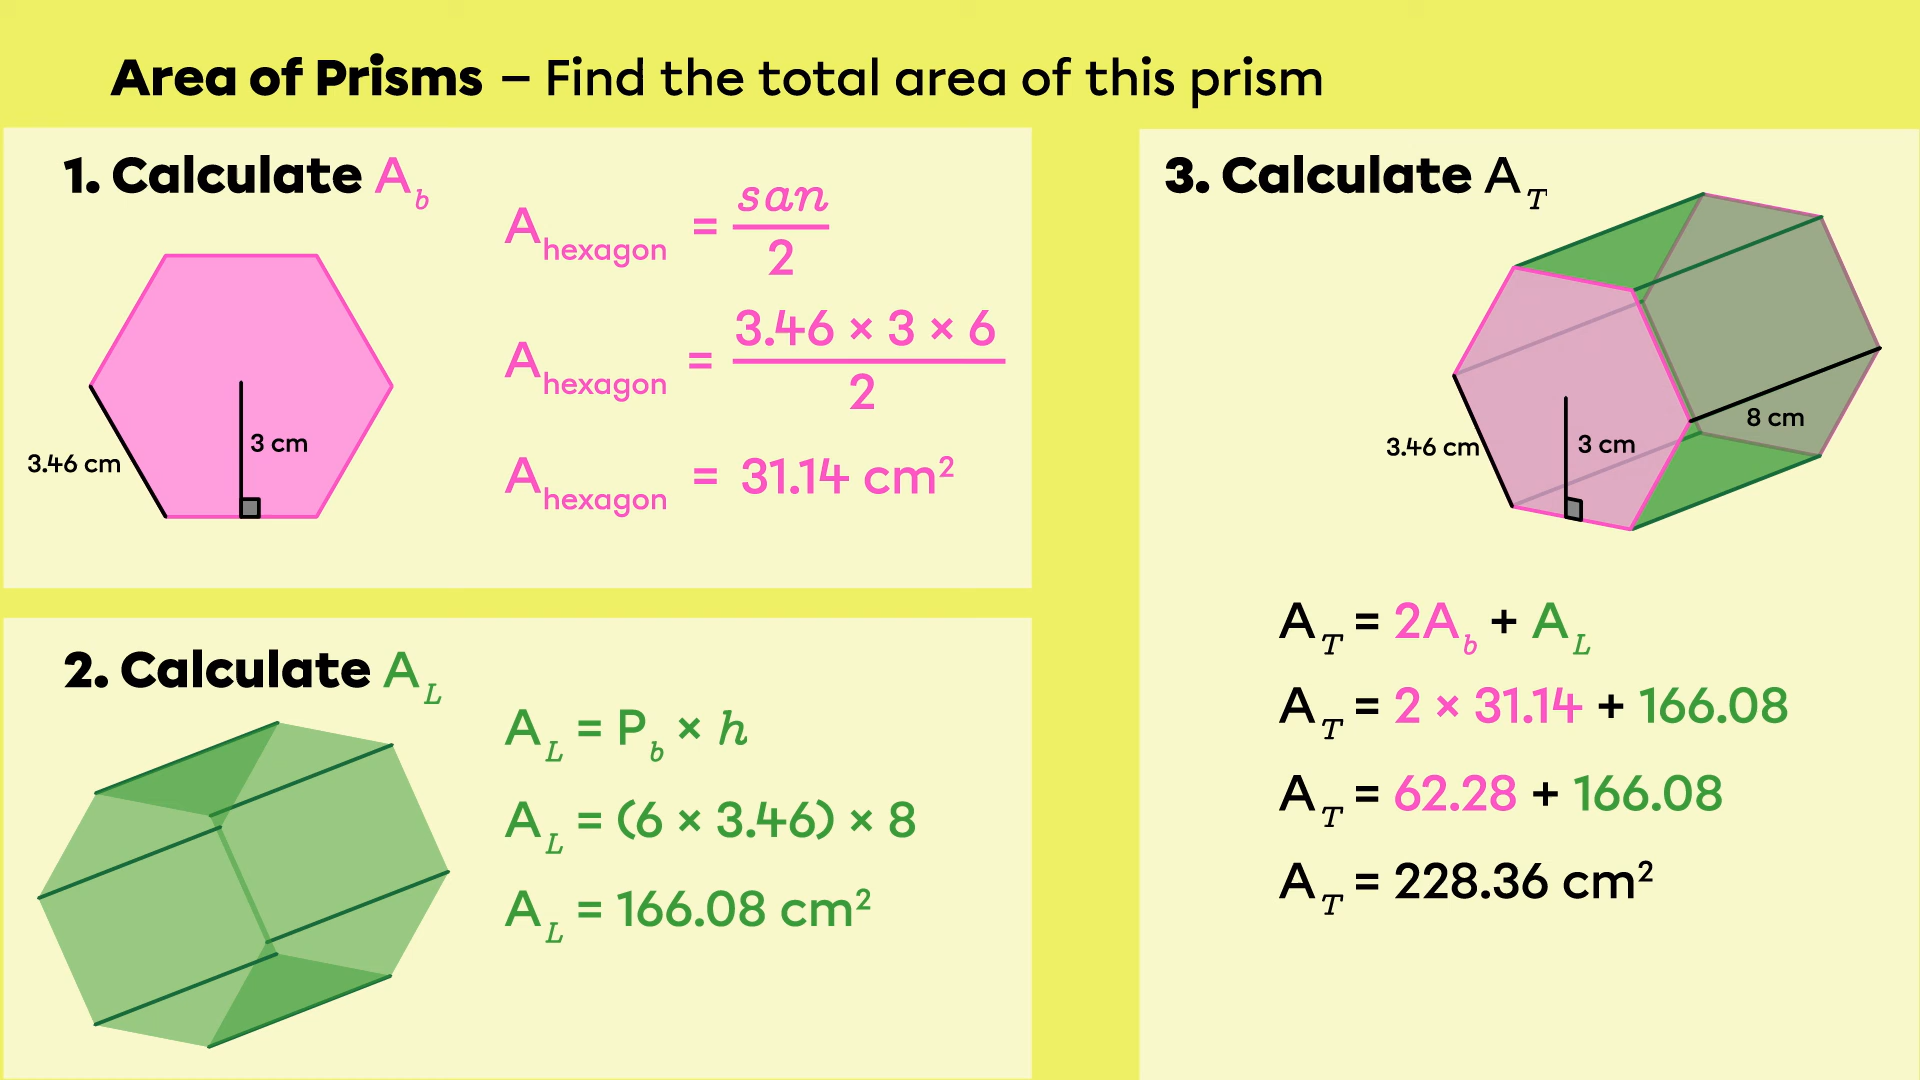 Area of Prisms – Find the total area of this prism
1. Calculate A_b
A_hexagon = san/2
A_hexagon = 3.46 × 3 × 6/2
A_hexagon = 31.14 cm²
3 cm
3.46 cm
2. Calculate A_L
A_L = P_b × h
A_L = (6 × 3.46) × 8
A_L = 166.08 cm²
3. Calculate A_T
8 cm
3.46 cm
3 cm
A_T = 2A_b + A_L
A_T = 2 × 31.14 + 166.08
A_T = 62.28 + 166.08
A_T = 228.36 cm²